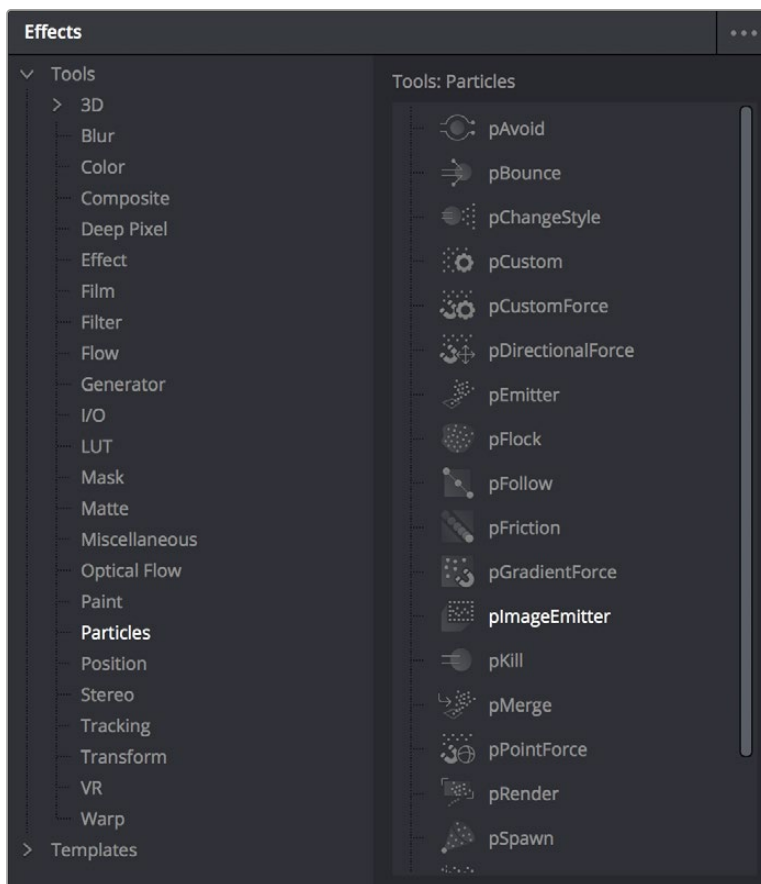 Effects
Tools
3D
Blur
Color
Composite
Deep Pixel
Effect
Film
Filter
Flow
Generator
I/O
LUT
Mask
Matte
Miscellaneous
Optical Flow
Paint
Particles
Position
Stereo
Tracking
Transform
VR
Warp
Templates
Tools: Particles
pAvoid
pBounce
pChangeStyle
pCustom
pCustomForce
pDirectionalForce
pEmitter
pFlock
pFollow
pFriction
pGradientForce
pImageEmitter
pKill
pMerge
pPointForce
pRender
pSpawn